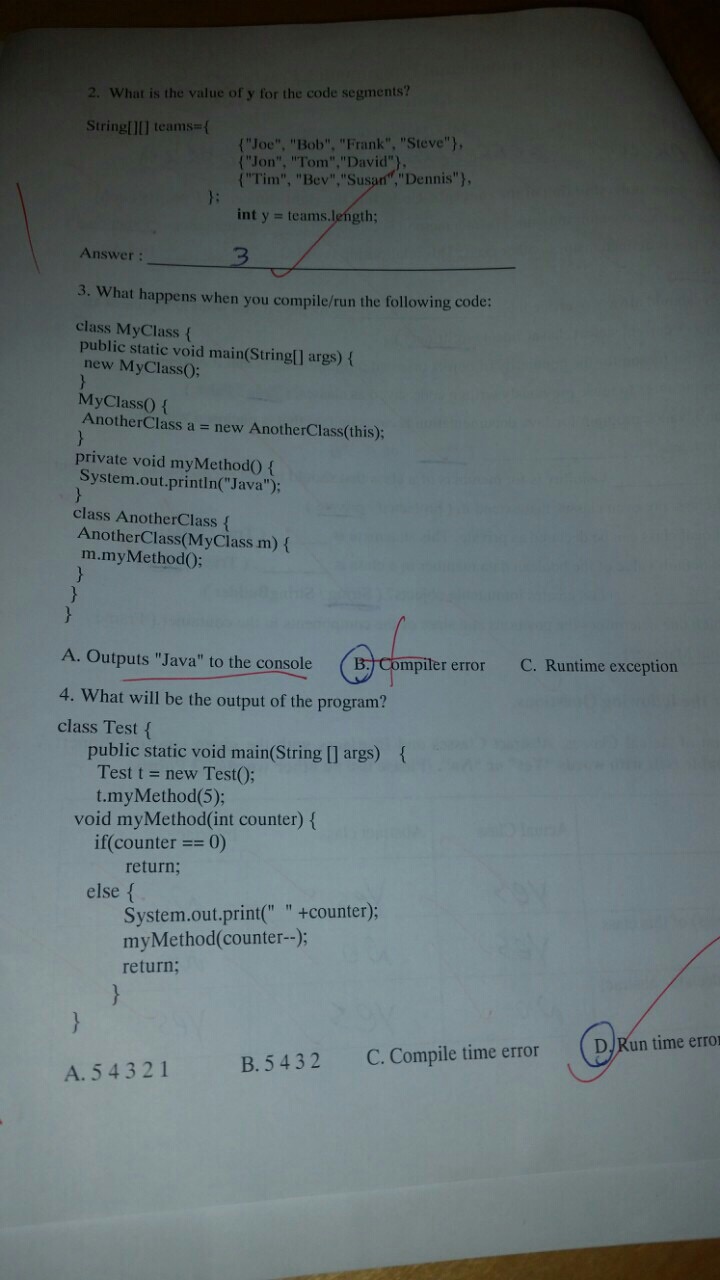 2. What is the value of y for the code segments?
String[][] teams={
{"Joe", "Bob", "Frank", "Steve"},
{"Jon", "Tom","David"},
{"Tim", "Bev","Susan","Dennis"},
};
int y = teams.length;
Answer : 3
3. What happens when you compile/run the following code:
class MyClass {
public static void main(String[] args) {
new MyClass();
}
MyClass() {
AnotherClass a = new AnotherClass(this);
}
private void myMethod() {
System.out.println("Java");
}
class AnotherClass {
AnotherClass(MyClass m) {
m.myMethod();
}
}
}
A. Outputs "Java" to the console B. Compiler error C. Runtime exception
4. What will be the output of the program?
class Test {
public static void main(String [] args) {
Test t = new Test();
t.myMethod(5);
void myMethod(int counter) {
if(counter == 0)
return;
else {
System.out.print(" " +counter);
myMethod(counter--);
return;
}
}
A. 5 4 3 2 1 B. 5 4 3 2 C. Compile time error D. Run time error